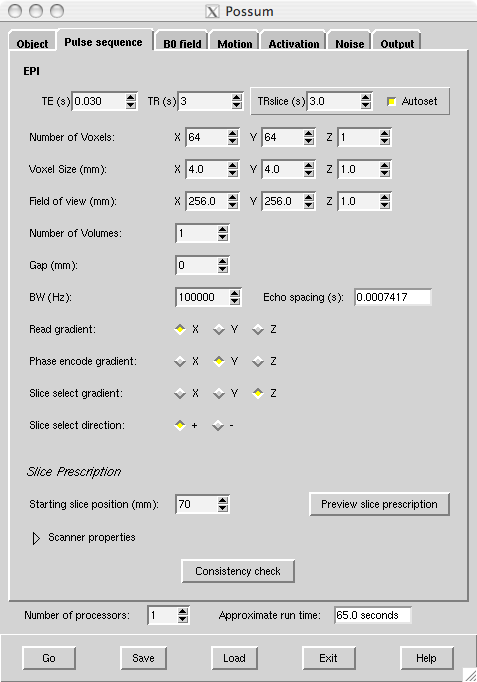 Possum
Object Pulse sequence B0 field Motion Activation Noise Output
EPI
TE (s) 0.030 TR (s) 3 TRslice (s) 3.0 Autoset
Number of Voxels: X 64 Y 64 Z 1
Voxel Size (mm): X 4.0 Y 4.0 Z 1.0
Field of view (mm): X 256.0 Y 256.0 Z 1.0
Number of Volumes: 1
Gap (mm): 0
BW (Hz): 100000 Echo spacing (s): 0.0007417
Read gradient: X Y Z
Phase encode gradient: X Y Z
Slice select gradient: X Y Z
Slice select direction: + -
Slice Prescription
Starting slice position (mm): 70 Preview slice prescription
Scanner properties
Consistency check
Number of processors: 1 Approximate run time: 65.0 seconds
Go Save Load Exit Help